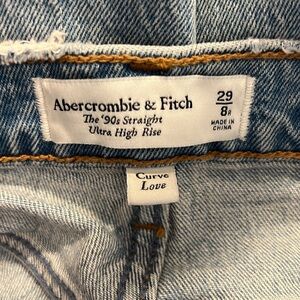 Abercrombie & Fitch
The '90s Straight
Ultra High Rise
29
8R
MADE IN
CHINA
Curve
Love